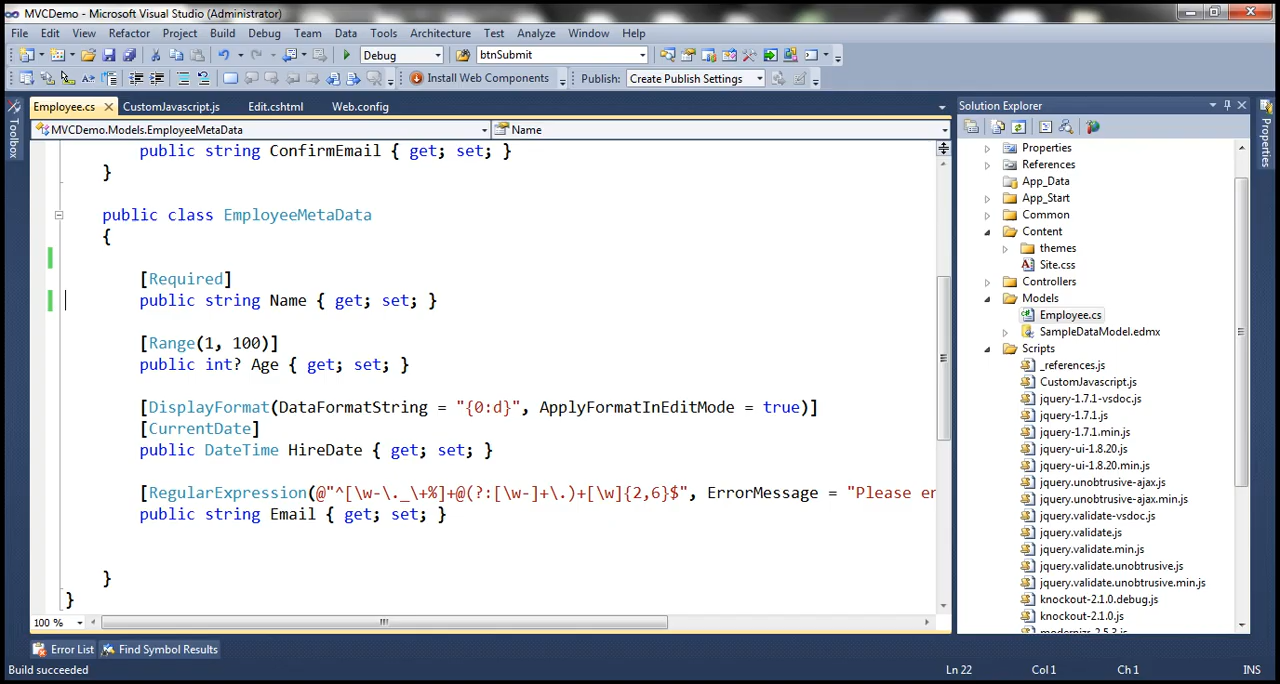 MVCDemo - Microsoft Visual Studio (Administrator)
File Edit View Refactor Project Build Debug Team Data Tools Architecture Test Analyze Window Help
Debug btnSubmit
Install Web Components Publish: Create Publish Settings
Employee.cs CustomJavascript.js Edit.cshtml Web.config
MVCDemo.Models.EmployeeMetaData Name
Toolbox
public string ConfirmEmail { get; set; }
}
public class EmployeeMetaData
{
[Required]
public string Name { get; set; }
[Range(1, 100)]
public int? Age { get; set; }
[DisplayFormat(DataFormatString = "{0:d}", ApplyFormatInEditMode = true)]
[CurrentDate]
public DateTime HireDate { get; set; }
[RegularExpression(@"^[\w-\._\+%]+@(?:[\w-]+\.)+[\w]{2,6}$", ErrorMessage = "Please en
public string Email { get; set; }
}
}
100 %
Solution Explorer
Properties
References
App_Data
App_Start
Common
Content
themes
Site.css
Controllers
Models
Employee.cs
SampleDataModel.edmx
Scripts
_references.js
CustomJavascript.js
jquery-1.7.1-vsdoc.js
jquery-1.7.1.js
jquery-1.7.1.min.js
jquery-ui-1.8.20.js
jquery-ui-1.8.20.min.js
jquery.unobtrusive-ajax.js
jquery.unobtrusive-ajax.min.js
jquery.validate-vsdoc.js
jquery.validate.js
jquery.validate.min.js
jquery.validate.unobtrusive.js
jquery.validate.unobtrusive.min.js
knockout-2.1.0.debug.js
knockout-2.1.0.js
modernizr-2.5.3.js
Properties
Error List Find Symbol Results
Build succeeded Ln 22 Col 1 Ch 1 INS